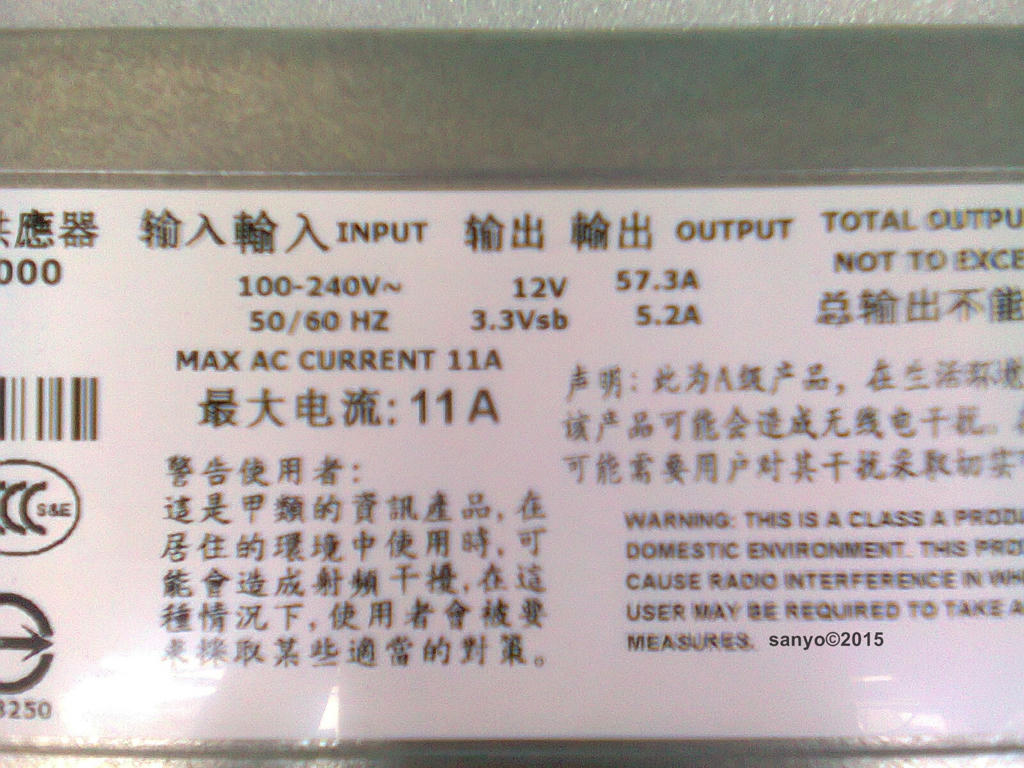 應器 输入 輸入 INPUT 输出 輸出 OUTPUT TOTAL OUTPU
000 100-240V~ 12V 57.3A NOT TO EXCE
50/60 HZ 3.3Vsb 5.2A 总输出不能
MAX AC CURRENT 11A
最大电流: 11A
声明: 此为A级产品, 在生活环境
该产品可能会造成无线电干扰.
可能需要用户对其干扰采取切实
警告使用者:
這是甲類的資訊產品, 在
居住的環境中使用時, 可
能會造成射頻干擾, 在這
種情況下, 使用者會被要
求採取某些適當的對策。
WARNING: THIS IS A CLASS A PRODU
DOMESTIC ENVIRONMENT. THIS PRO
CAUSE RADIO INTERFERENCE IN WH
USER MAY BE REQUIRED TO TAKE A
MEASURES. sanyo©2015
CCC S&E
3250